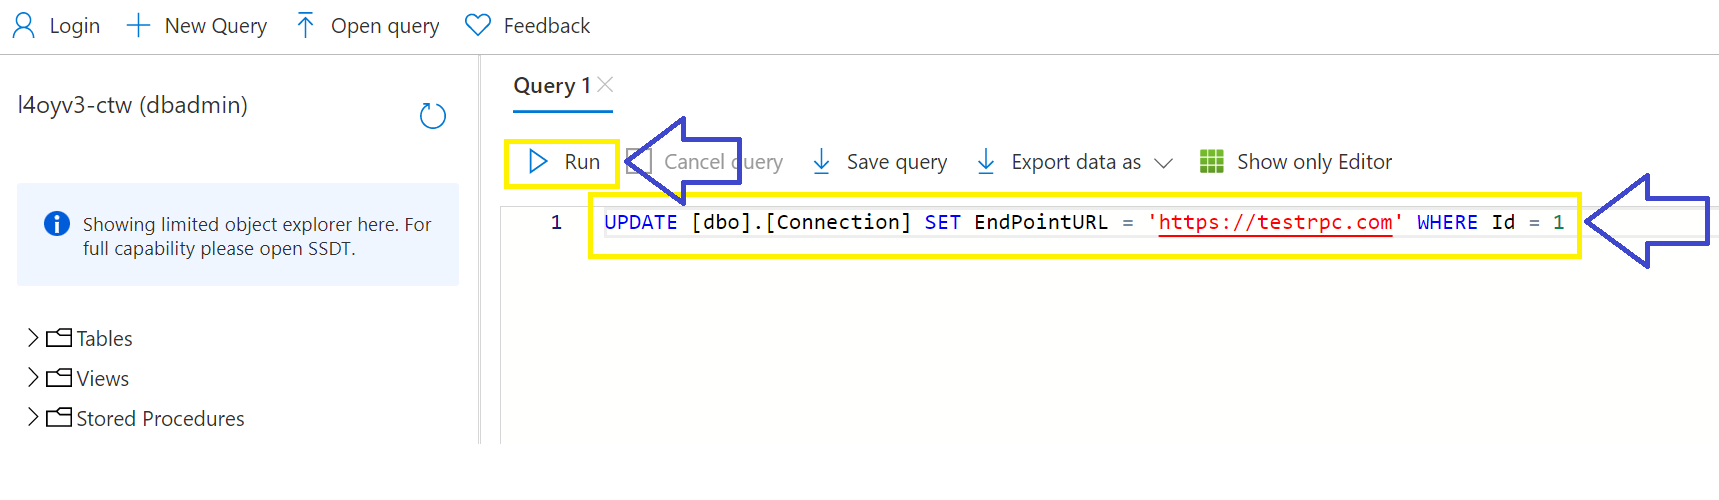 Login New Query Open query Feedback
l4oyv3-ctw (dbadmin)
Showing limited object explorer here. For
full capability please open SSDT.
Tables
Views
Stored Procedures
Query 1
Run Cancel query Save query Export data as Show only Editor
1 UPDATE [dbo].[Connection] SET EndPointURL = 'https://testrpc.com' WHERE Id = 1